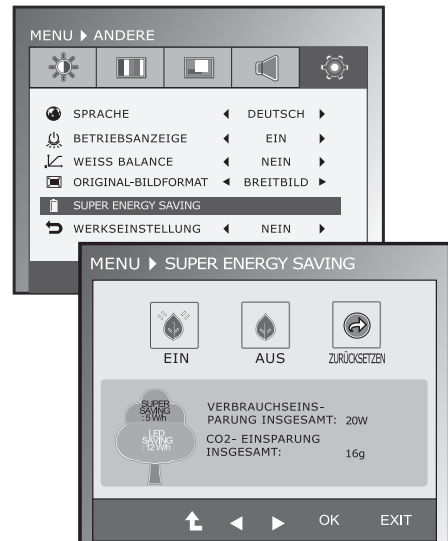 MENU ANDERE
SPRACHE DEUTSCH
BETRIEBSANZEIGE EIN
WEISS BALANCE NEIN
ORIGINAL-BILDFORMAT BREITBILD
SUPER ENERGY SAVING
WERKSEINSTELLUNG NEIN
MENU SUPER ENERGY SAVING
EIN AUS ZURÜCKSETZEN
SUPER
SAVING
: 5 W/h
LED
SAVING
: 12 W/h
VERBRAUCHSEINS-
PARUNG INSGESAMT: 20W
CO2- EINSPARUNG
INSGESAMT: 16g
OK EXIT